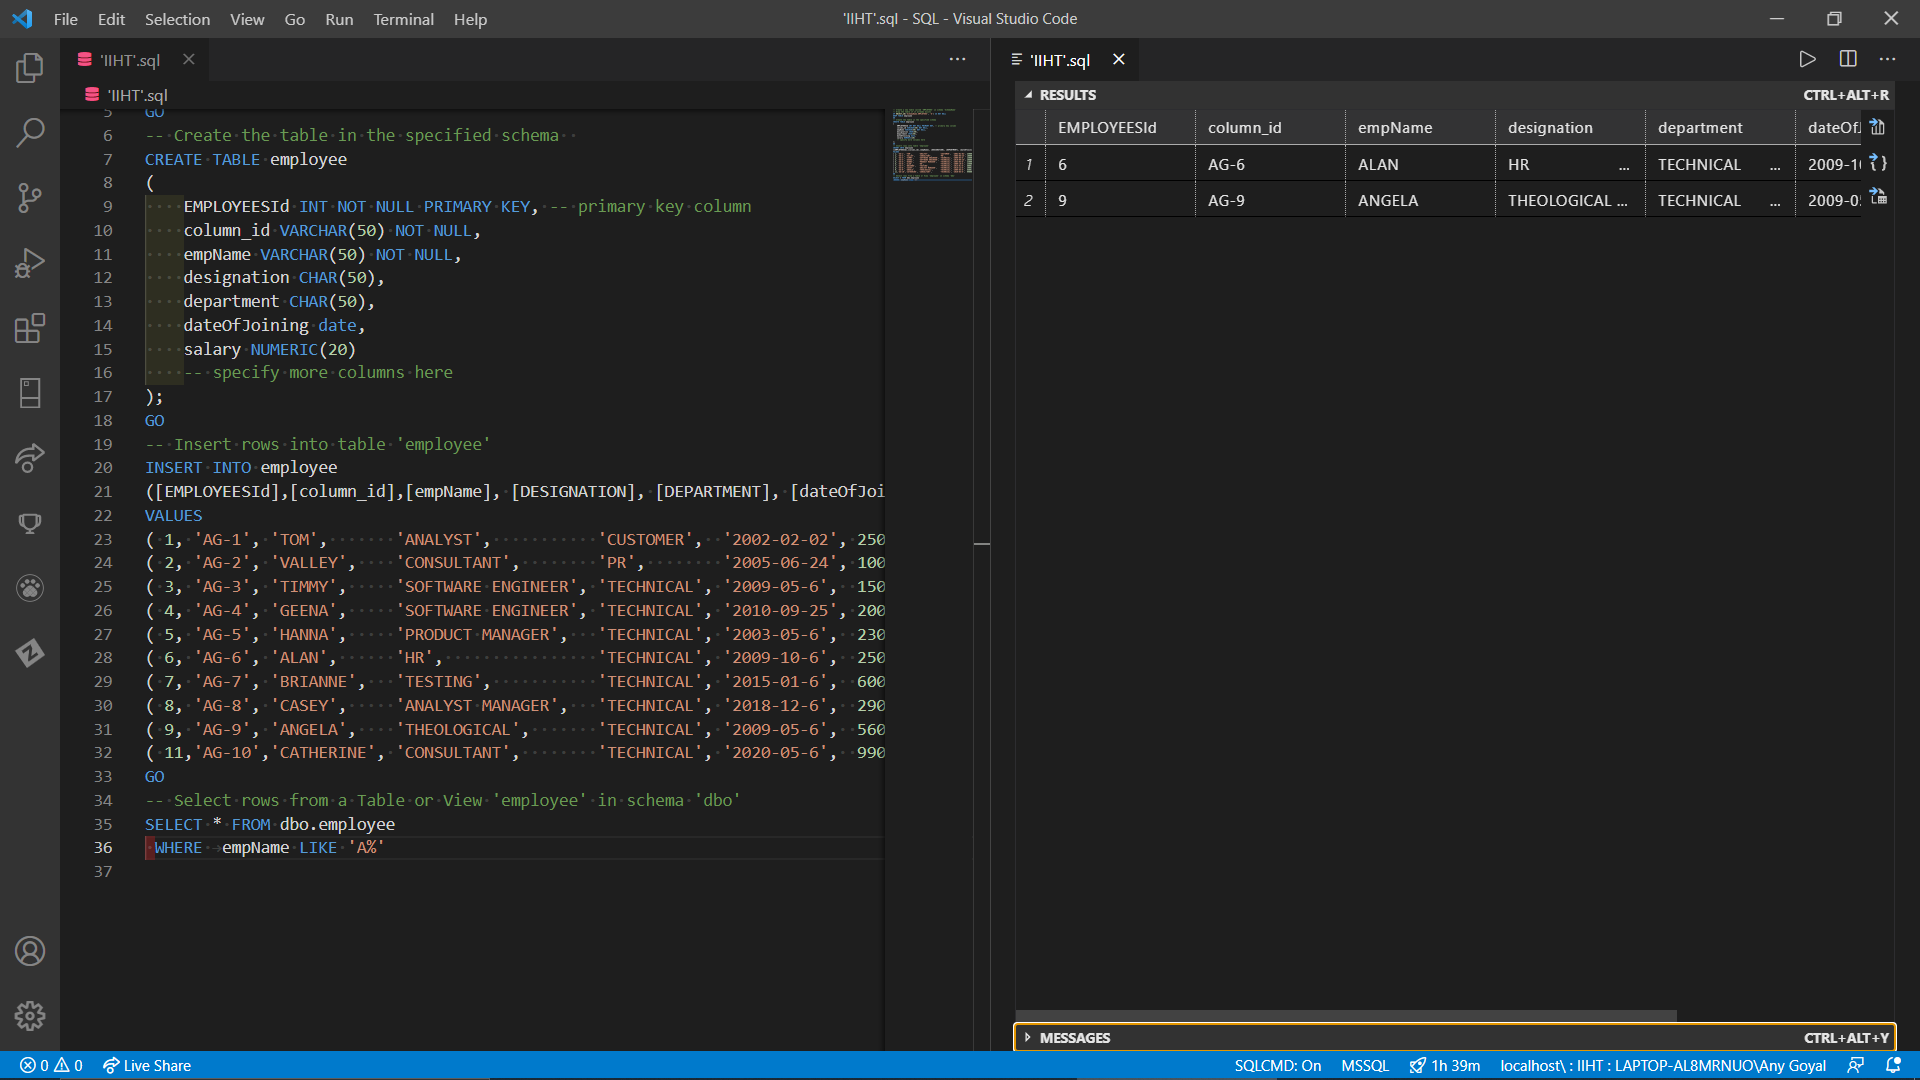 File Edit Selection View Go Run Terminal Help
'IIHT'.sql - SQL - Visual Studio Code
'IIHT'.sql
'IIHT'.sql
5 GO
6 -- Create the table in the specified schema
7 CREATE TABLE employee
8 (
9 EMPLOYEESId INT NOT NULL PRIMARY KEY, -- primary key column
10 column_id VARCHAR(50) NOT NULL,
11 empName VARCHAR(50) NOT NULL,
12 designation CHAR(50),
13 department CHAR(50),
14 dateOfJoining date,
15 salary NUMERIC(20)
16 -- specify more columns here
17 );
18 GO
19 -- Insert rows into table 'employee'
20 INSERT INTO employee
21 ([EMPLOYEESId],[column_id],[empName], [DESIGNATION], [DEPARTMENT], [dateOfJoi
22 VALUES
23 ( 1, 'AG-1', 'TOM', 'ANALYST', 'CUSTOMER', '2002-02-02', 250
24 ( 2, 'AG-2', 'VALLEY', 'CONSULTANT', 'PR', '2005-06-24', 100
25 ( 3, 'AG-3', 'TIMMY', 'SOFTWARE ENGINEER', 'TECHNICAL', '2009-05-6', 150
26 ( 4, 'AG-4', 'GEENA', 'SOFTWARE ENGINEER', 'TECHNICAL', '2010-09-25', 200
27 ( 5, 'AG-5', 'HANNA', 'PRODUCT MANAGER', 'TECHNICAL', '2003-05-6', 230
28 ( 6, 'AG-6', 'ALAN', 'HR', 'TECHNICAL', '2009-10-6', 250
29 ( 7, 'AG-7', 'BRIANNE', 'TESTING', 'TECHNICAL', '2015-01-6', 600
30 ( 8, 'AG-8', 'CASEY', 'ANALYST MANAGER', 'TECHNICAL', '2018-12-6', 290
31 ( 9, 'AG-9', 'ANGELA', 'THEOLOGICAL', 'TECHNICAL', '2009-05-6', 560
32 ( 11,'AG-10','CATHERINE', 'CONSULTANT', 'TECHNICAL', '2020-05-6', 990
33 GO
34 -- Select rows from a Table or View 'employee' in schema 'dbo'
35 SELECT * FROM dbo.employee
36 WHERE empName LIKE 'A%'
37
'IIHT'.sql
RESULTS CTRL+ALT+R
EMPLOYEESId column_id empName designation department dateOfJ
1 6 AG-6 ALAN HR ... TECHNICAL ... 2009-10
2 9 AG-9 ANGELA THEOLOGICAL ... TECHNICAL ... 2009-05
MESSAGES CTRL+ALT+Y
0 0 Live Share SQLCMD: On MSSQL 1h 39m localhost\ : IIHT : LAPTOP-AL8MRNUO\Any Goyal